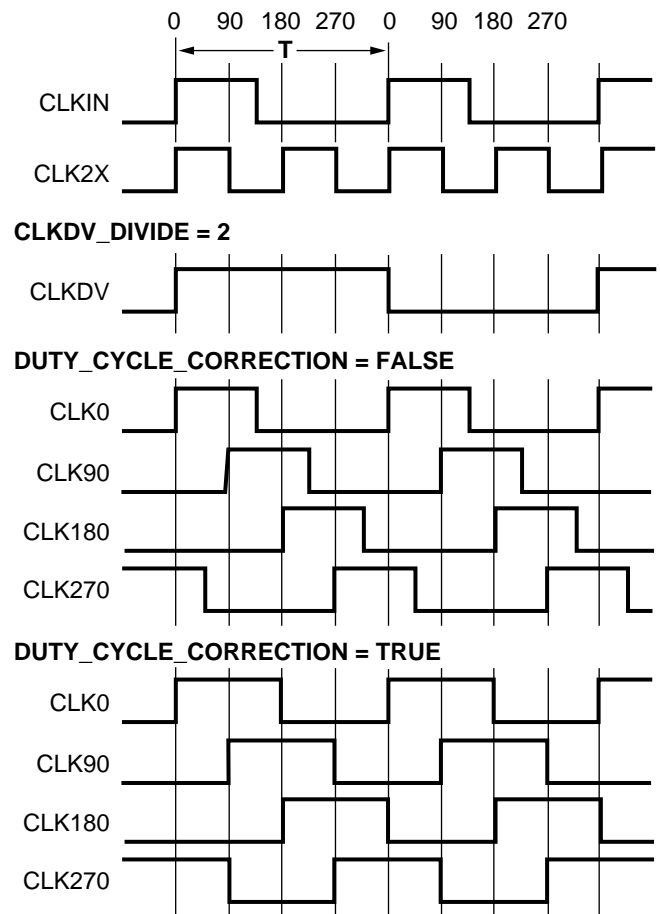 0 90 180 270 0 90 180 270
T
CLKIN
CLK2X
CLKDV_DIVIDE = 2
CLKDV
DUTY_CYCLE_CORRECTION = FALSE
CLK0
CLK90
CLK180
CLK270
DUTY_CYCLE_CORRECTION = TRUE
CLK0
CLK90
CLK180
CLK270